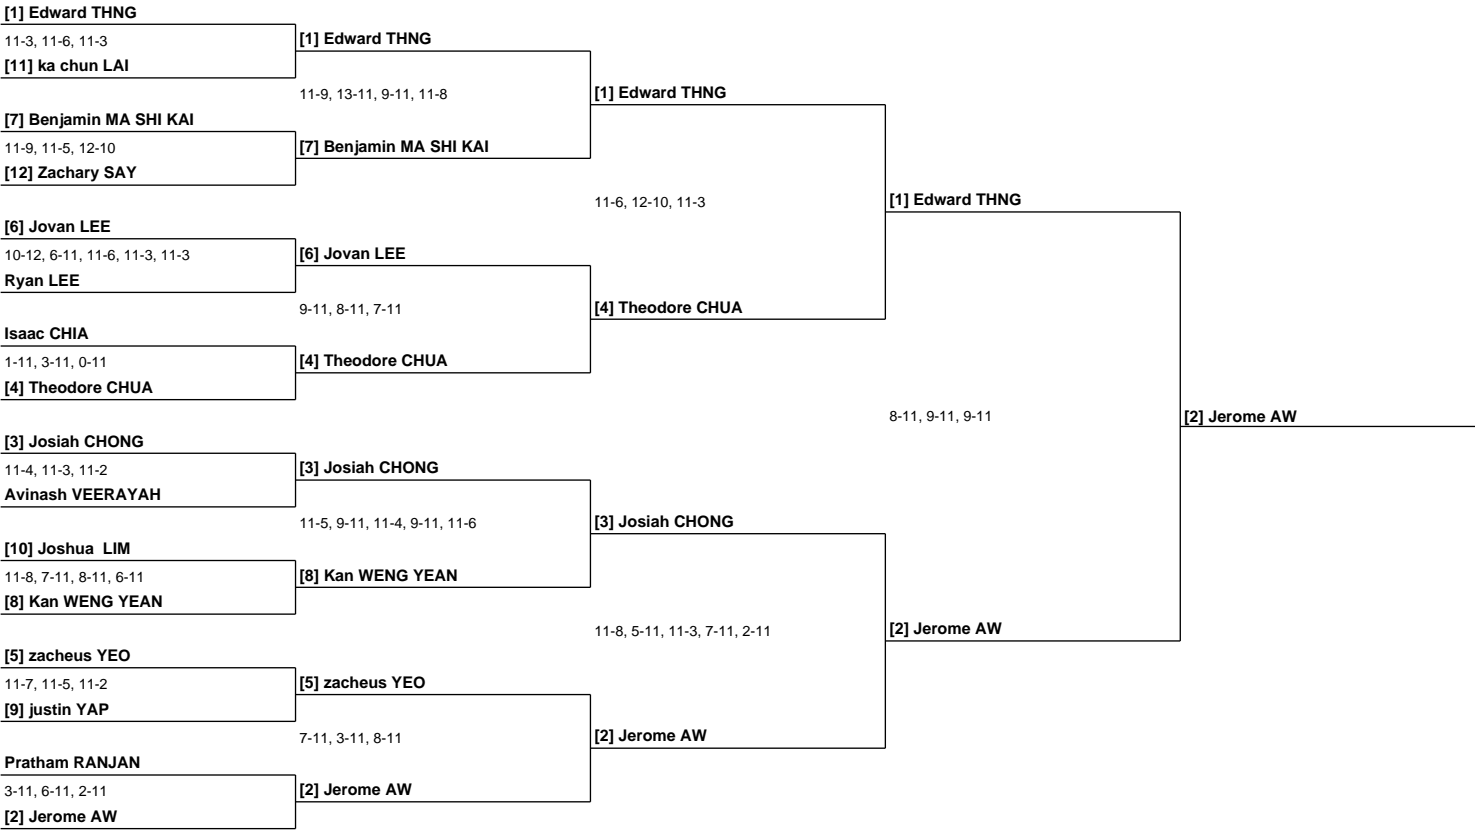 [1] Edward THNG
11-3, 11-6, 11-3
[11] ka chun LAI
[7] Benjamin MA SHI KAI
11-9, 11-5, 12-10
[12] Zachary SAY
[6] Jovan LEE
10-12, 6-11, 11-6, 11-3, 11-3
Ryan LEE
Isaac CHIA
1-11, 3-11, 0-11
[4] Theodore CHUA
[3] Josiah CHONG
11-4, 11-3, 11-2
Avinash VEERAYAH
[10] Joshua  LIM
11-8, 7-11, 8-11, 6-11
[8] Kan WENG YEAN
[5] zacheus YEO
11-7, 11-5, 11-2
[9] justin YAP
Pratham RANJAN
3-11, 6-11, 2-11
[2] Jerome AW
[1] Edward THNG
11-9, 13-11, 9-11, 11-8
[7] Benjamin MA SHI KAI
[6] Jovan LEE
9-11, 8-11, 7-11
[4] Theodore CHUA
[3] Josiah CHONG
11-5, 9-11, 11-4, 9-11, 11-6
[8] Kan WENG YEAN
[5] zacheus YEO
7-11, 3-11, 8-11
[2] Jerome AW
[1] Edward THNG
11-6, 12-10, 11-3
[4] Theodore CHUA
[3] Josiah CHONG
11-8, 5-11, 11-3, 7-11, 2-11
[2] Jerome AW
[1] Edward THNG
8-11, 9-11, 9-11
[2] Jerome AW
[2] Jerome AW